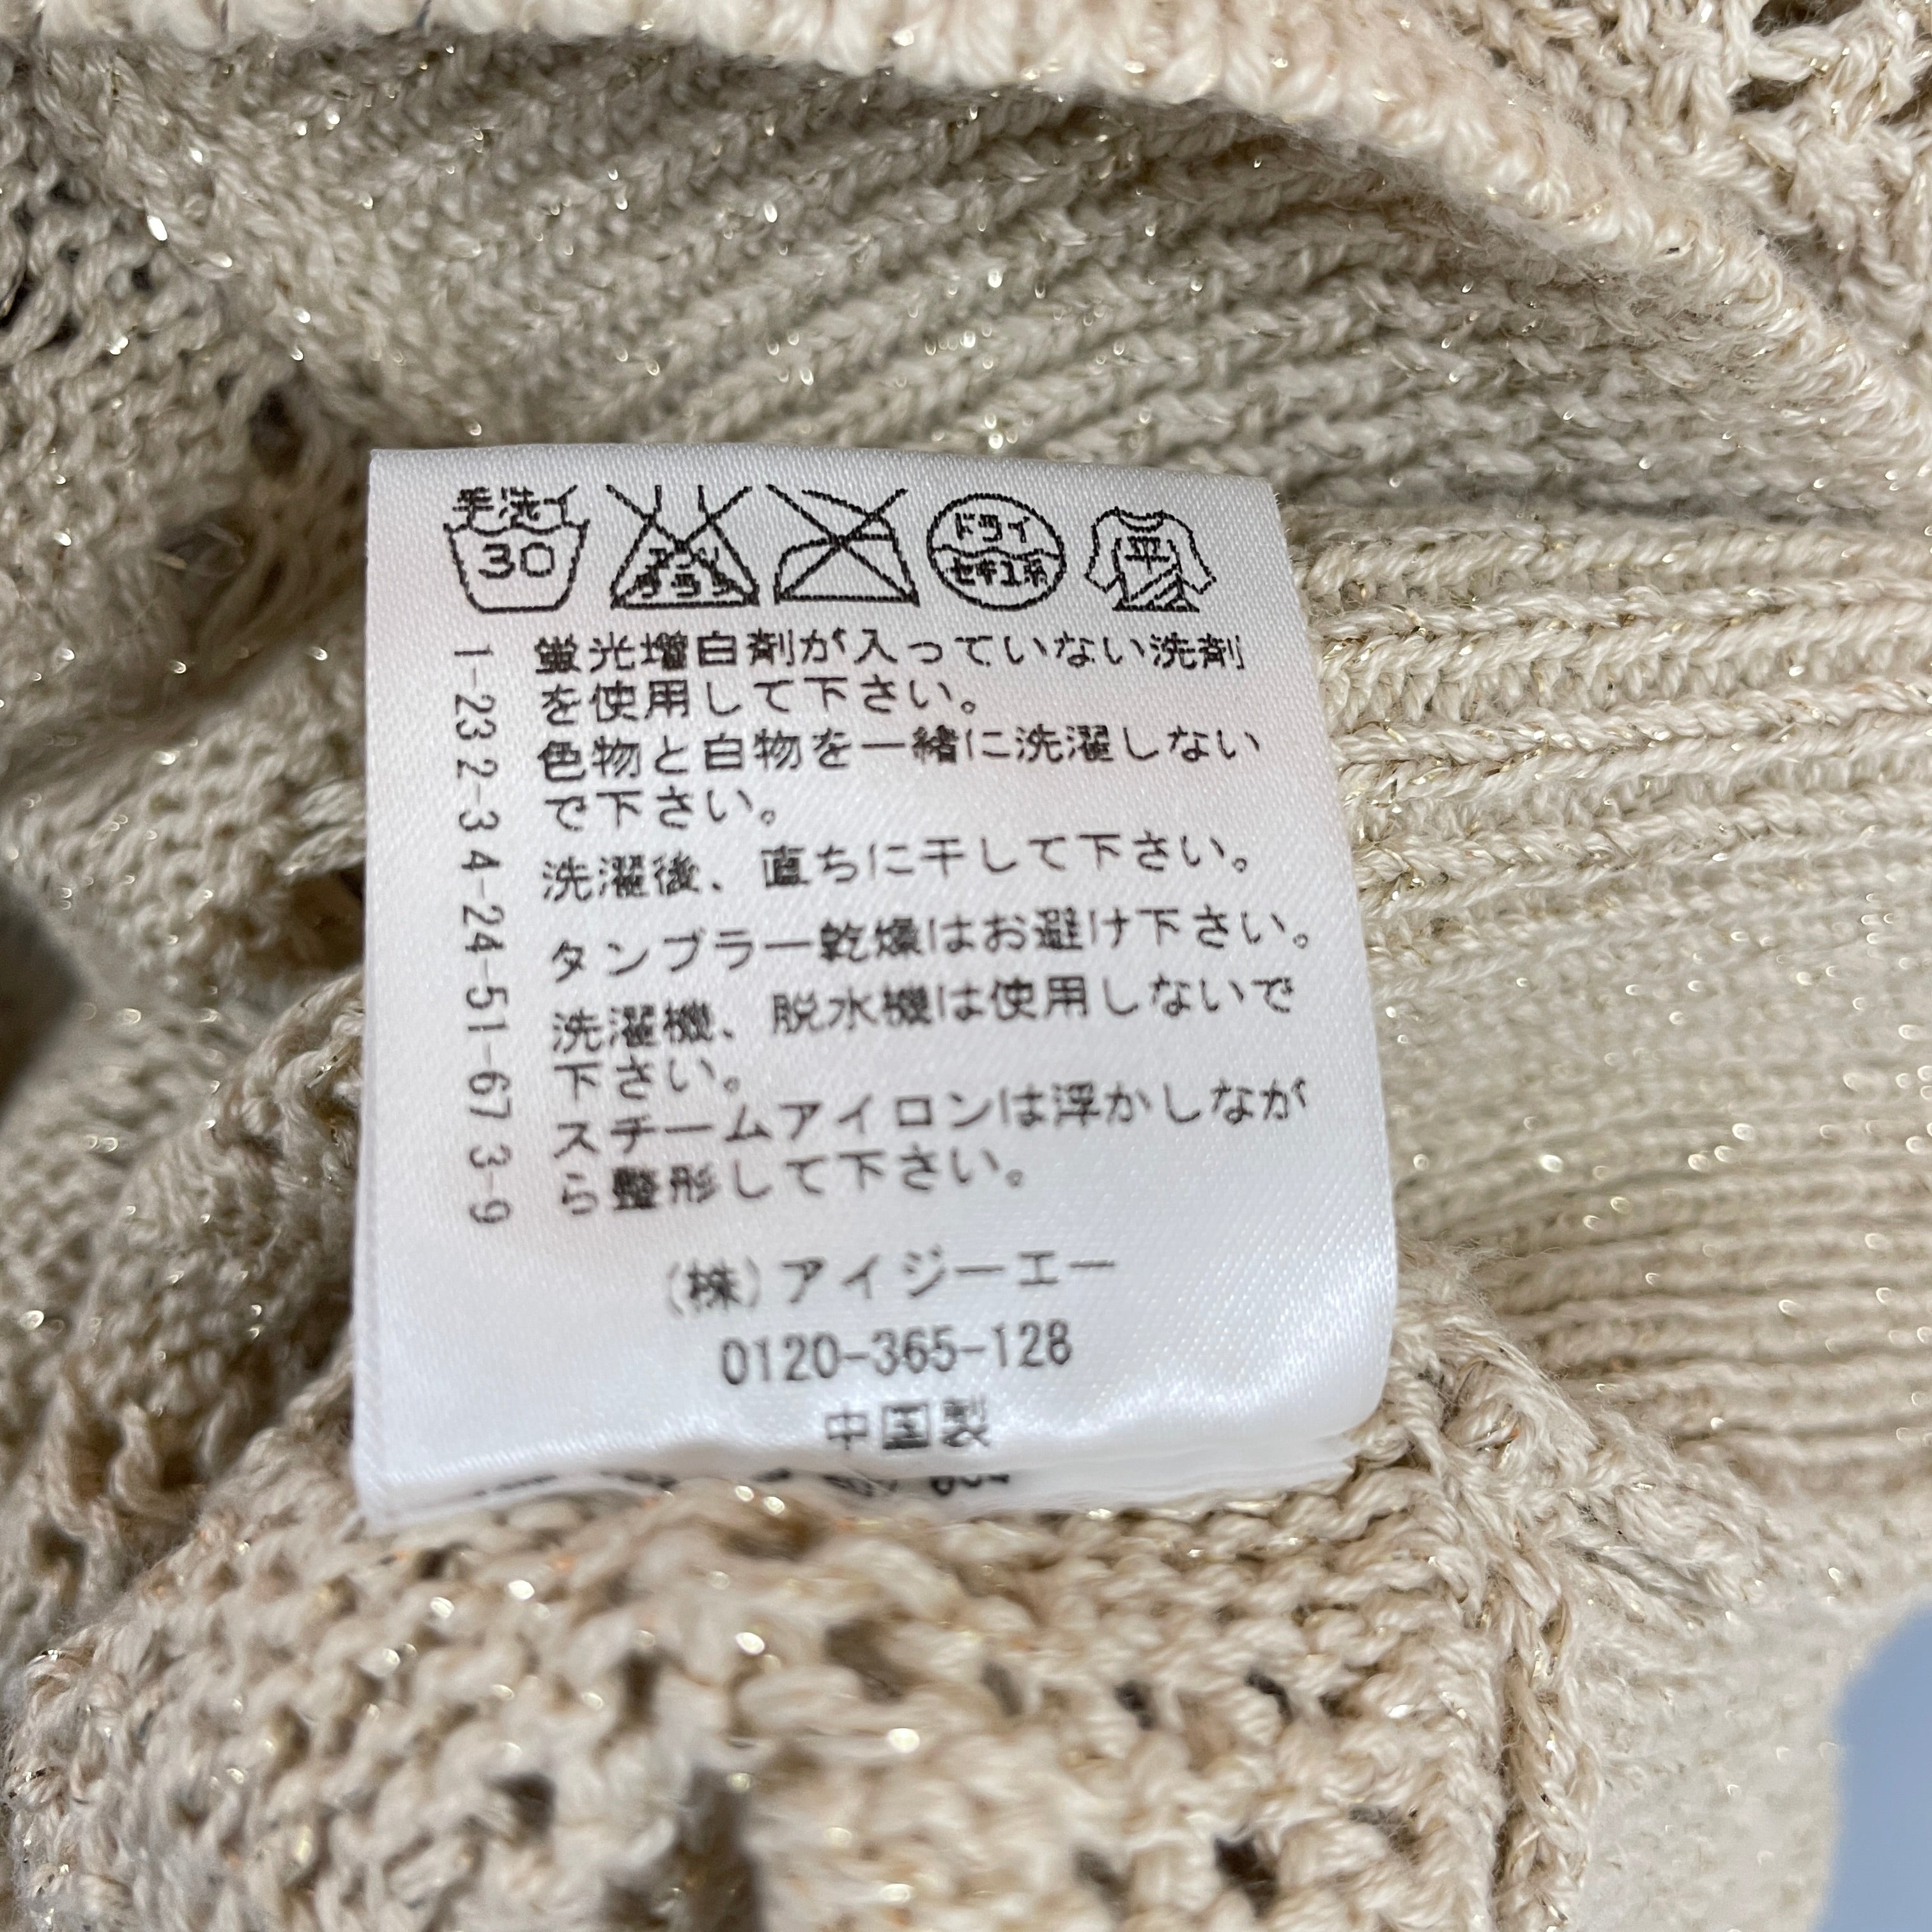 手洗イ
30
エンソ
サラシ
ドライ
セキユ系
平
1-23 2-3 4-24-51-67 3-9
蛍光増白剤が入っていない洗剤
を使用して下さい。
色物と白物を一緒に洗濯しない
で下さい。
洗濯後、直ちに干して下さい。
タンブラー乾燥はお避け下さい。
洗濯機、脱水機は使用しないで
下さい。
スチームアイロンは浮かしなが
ら整形して下さい。
(株)アイジーエー
0120-365-128
中国製